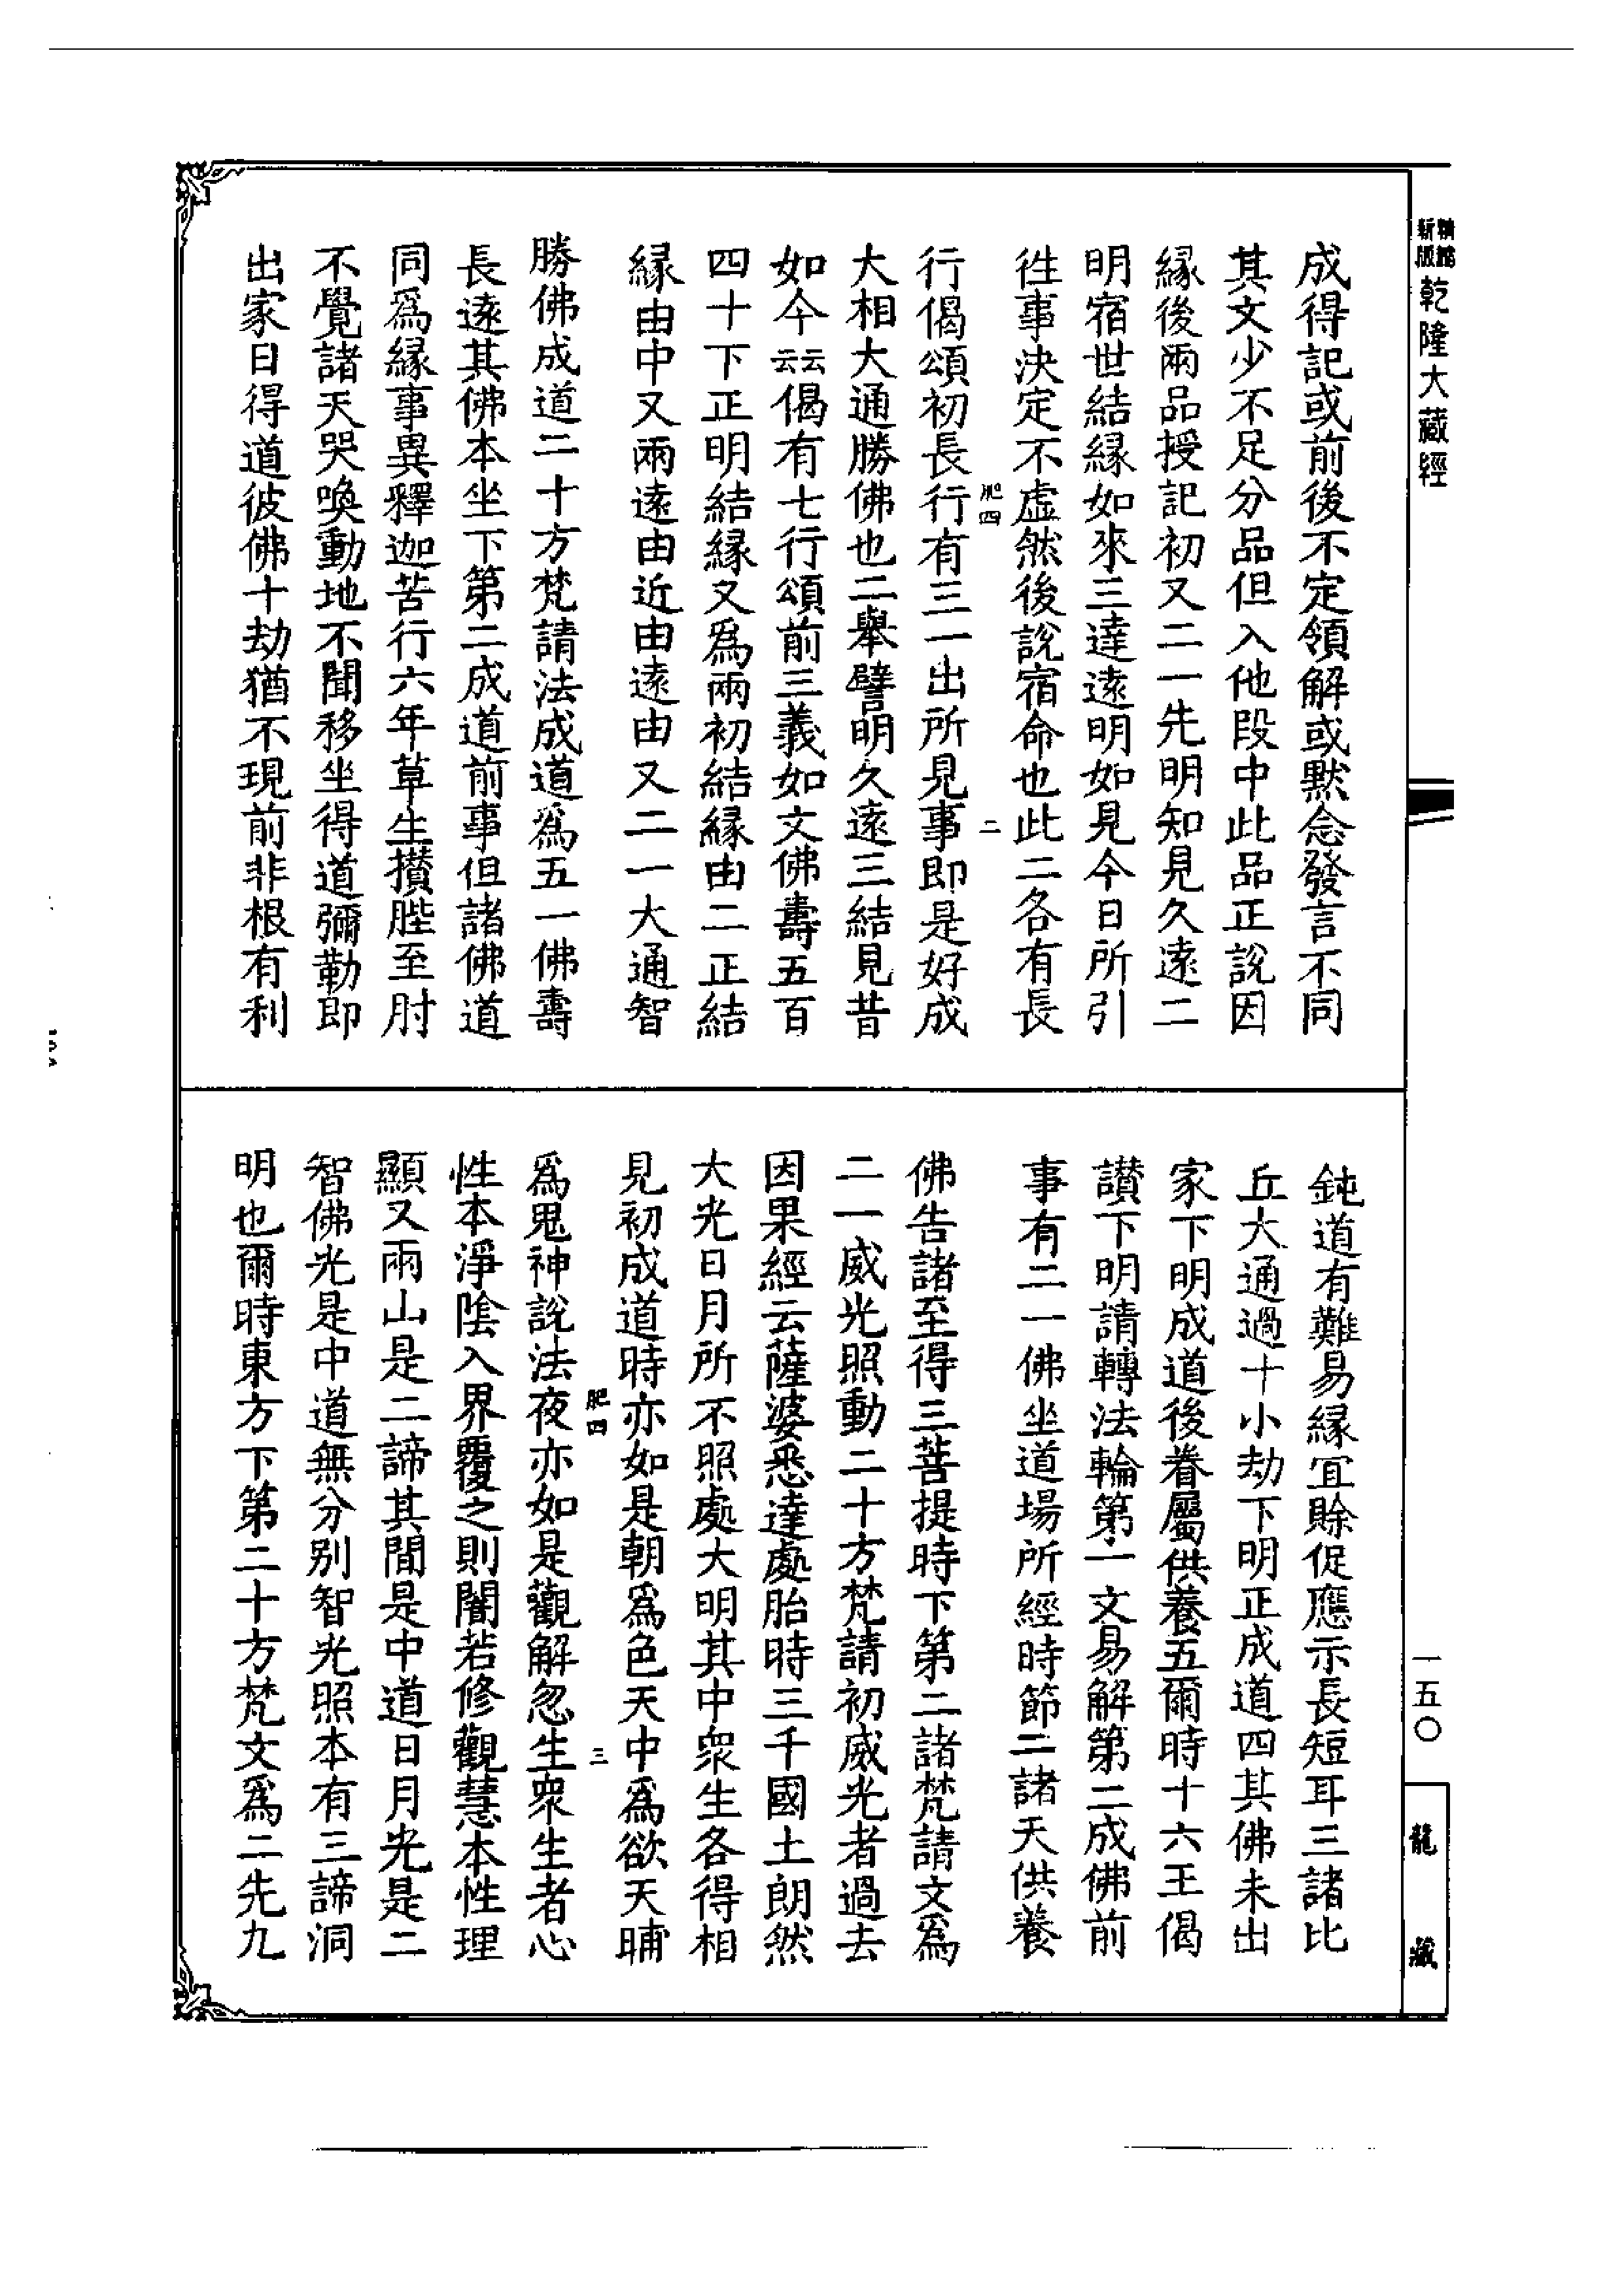 精繪
新版
乾隆大藏經
成得記或前後不定領解或默念發言不同
其文少不足分品但入他段中此品正說因
緣後兩品授記初又二一先明知見久遠二
明宿世結緣如來三達遠明如見今日所引
徃事決定不虛然後說宿命也此二各有長
肥四
二
行偈頌初長行有三一出所見事即是好成
大相大通勝佛也二舉譬明久遠三結見昔
如今云云偈有七行頌前三義如文佛壽五百
四十下正明結緣又為兩初結緣由二正結
緣由中又兩遠由近由遠由又二一大通智
勝佛成道二十方梵請法成道為五一佛壽
長遠其佛本坐下第二成道前事但諸佛道
同為緣事異釋迦苦行六年草生攢䏶至肘
不覺諸天哭喚動地不聞移坐得道彌勒即
出家日得道彼佛十劫猶不現前非根有利
鈍道有難易緣宜賒促應示長短耳三諸比
丘大通過十小劫下明正成道四其佛未出
家下明成道後眷屬供養五爾時十六王偈
讃下明請轉法輪第一文易解第二成佛前
事有二一佛坐道場所經時節二諸天供養
佛告諸至得三菩提時下第二諸梵請文為
二一威光照動二十方梵請初威光者過去
因果經云薩婆悉達處胎時三千國土朗然
大光日月所不照處大明其中眾生各得相
見初成道時亦如是朝為色天中為欲天晡
肥四
三
為鬼神說法夜亦如是觀解忽生眾生者心
性本淨陰入界覆之則闇若修觀慧本性理
顯又兩山是二諦其間是中道日月光是二
智佛光是中道無分別智光照本有三諦洞
明也爾時東方下第二十方梵文為二先九
一五〇
龍
藏